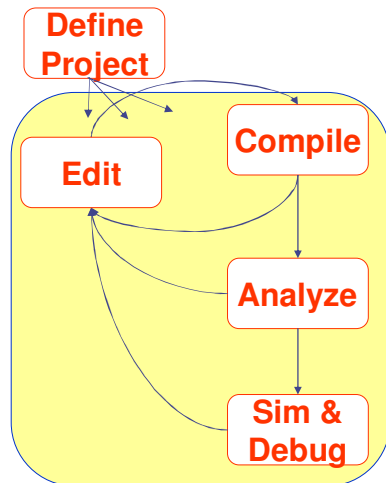 Define
Project
Compile
Edit
Analyze
Sim &
Debug